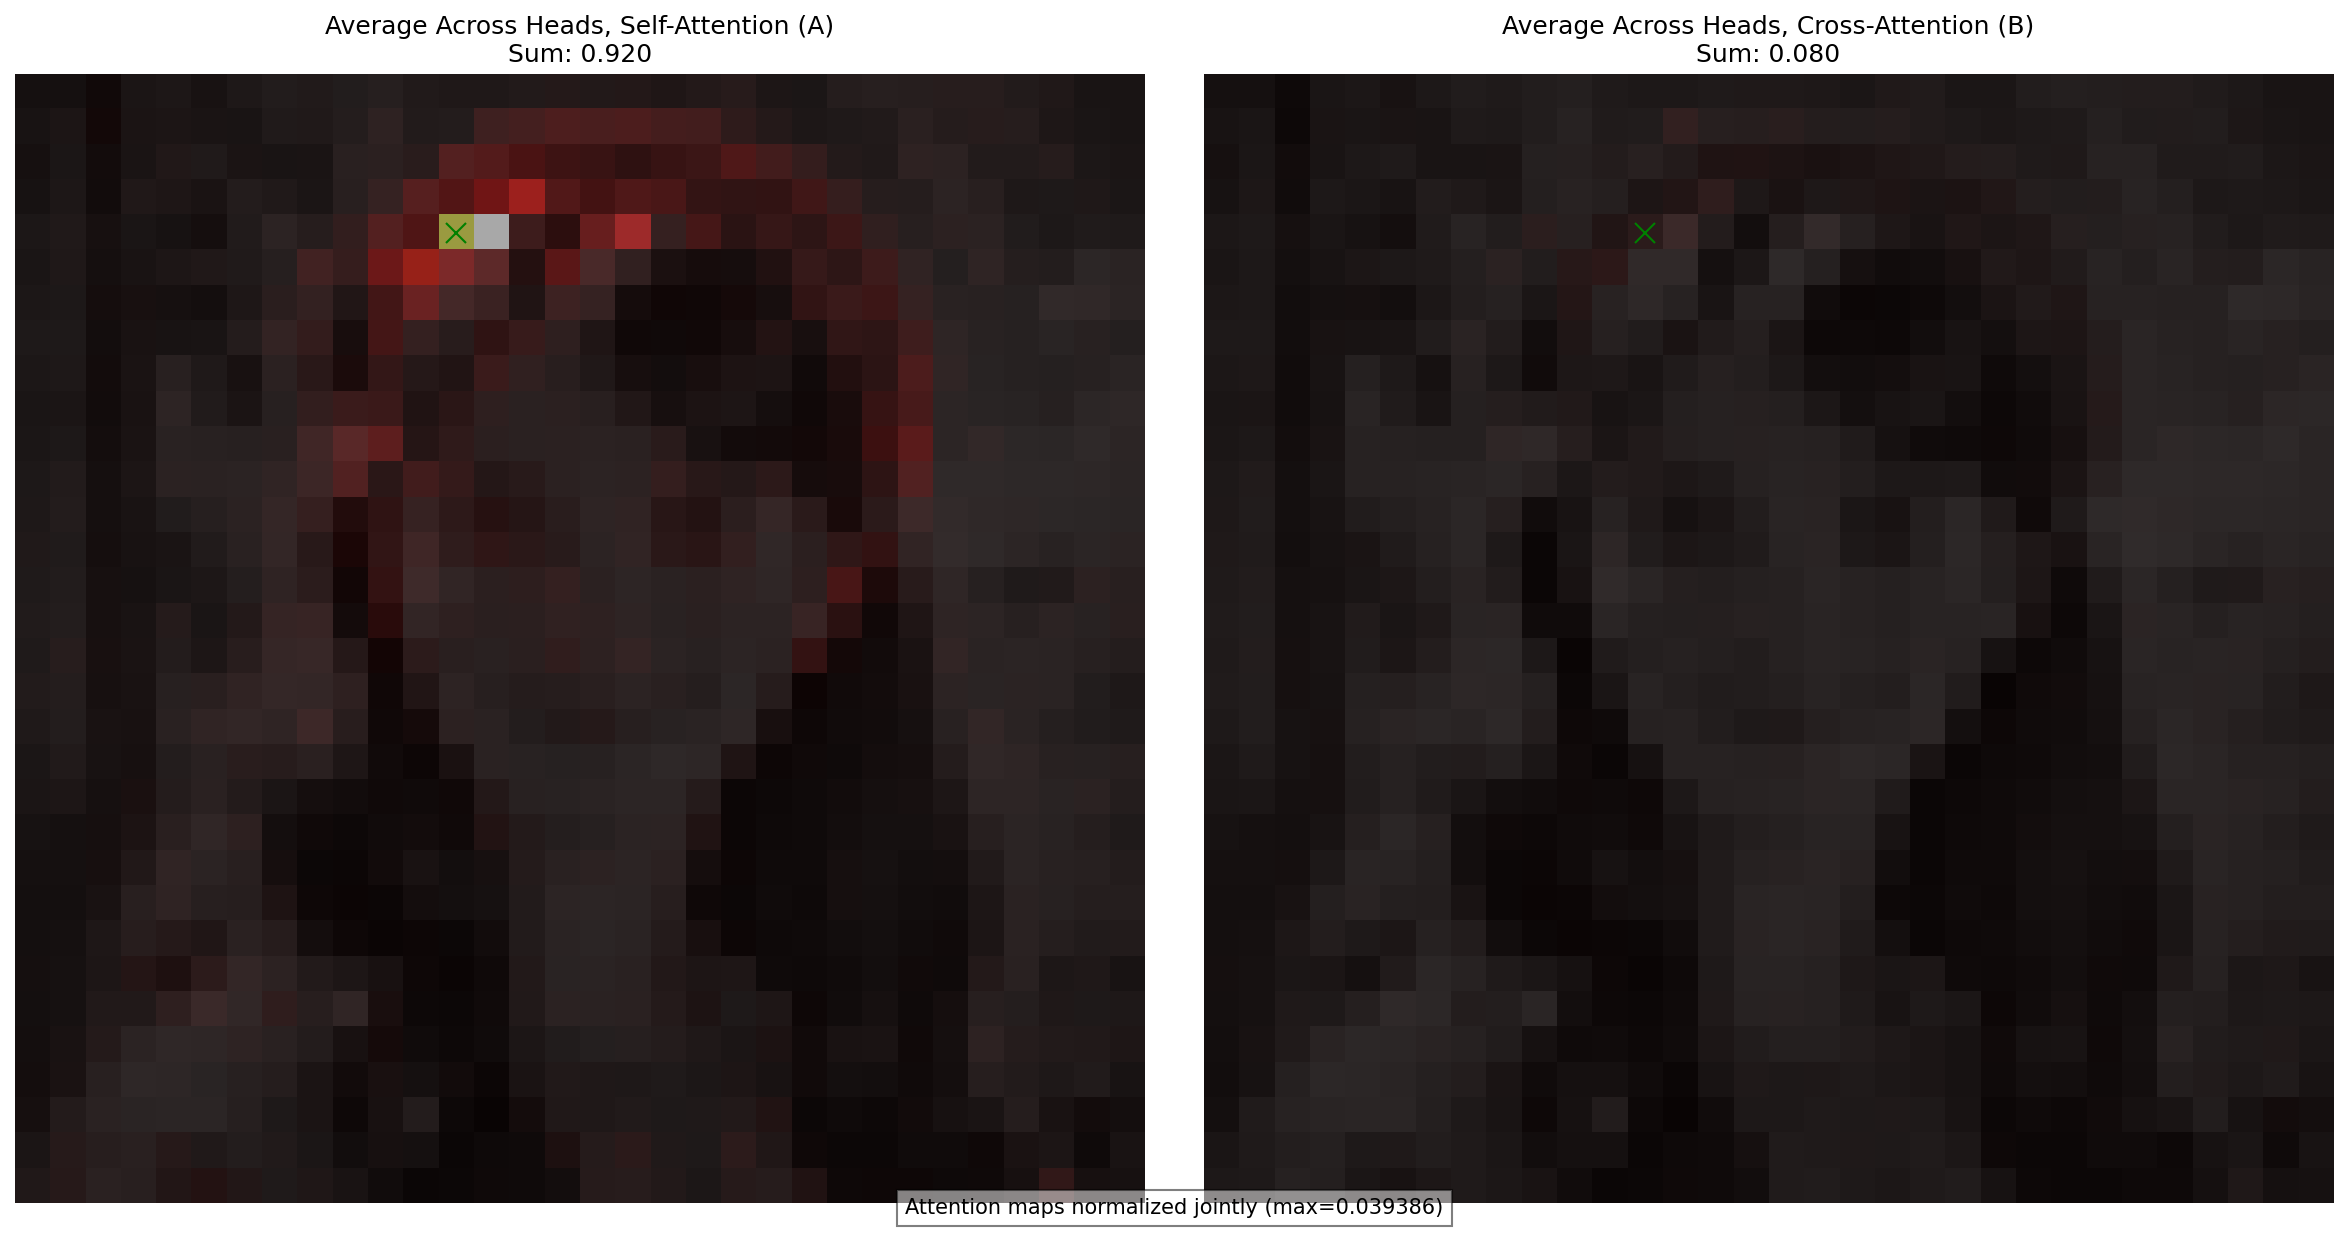 Average Across Heads, Self-Attention (A)
Sum: 0.920
Average Across Heads, Cross-Attention (B)
Sum: 0.080
Attention maps normalized jointly (max=0.039386)